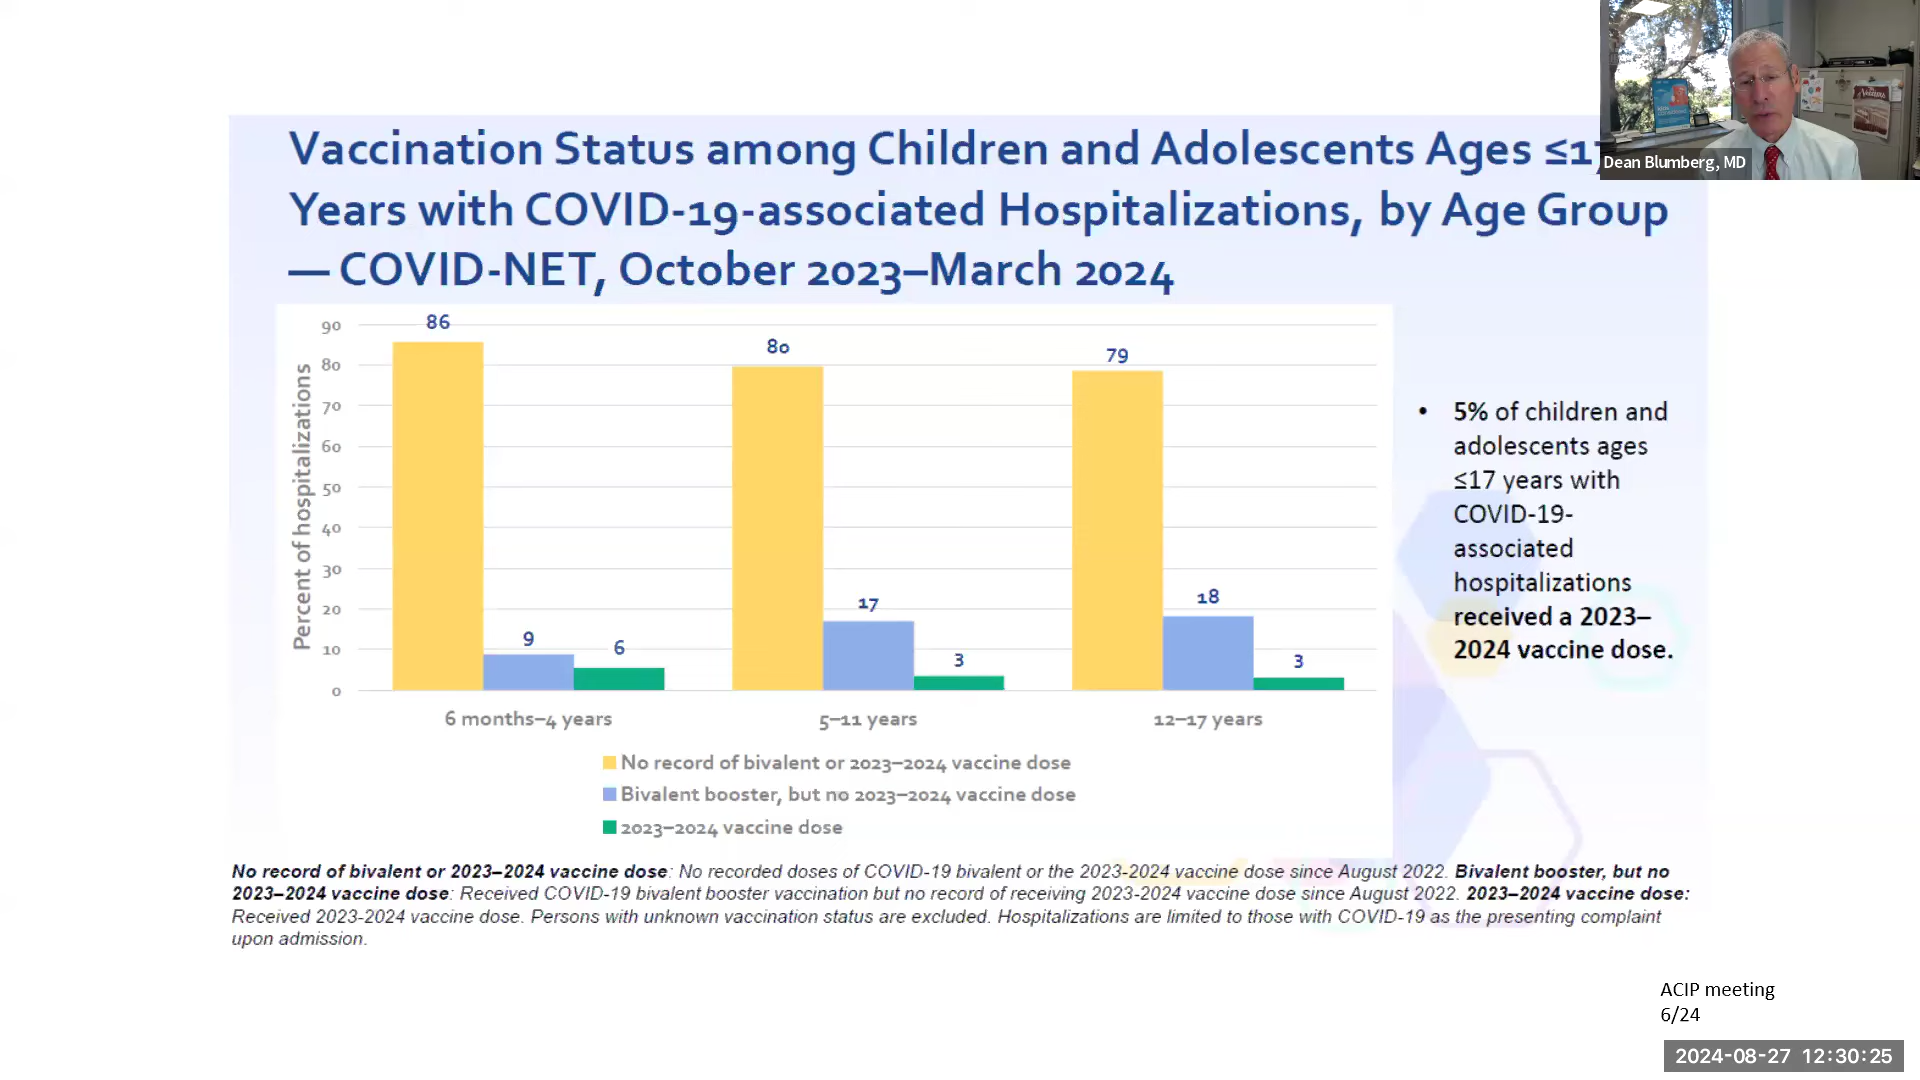 Vaccination Status among Children and Adolescents Ages ≤17
Years with COVID-19-associated Hospitalizations, by Age Group
— COVID-NET, October 2023–March 2024
Dean Blumberg, MD
Percent of hospitalizations
90
80
70
60
50
40
30
20
10
0
86
9
6
80
17
3
79
18
3
6 months–4 years
5–11 years
12–17 years
No record of bivalent or 2023–2024 vaccine dose
Bivalent booster, but no 2023–2024 vaccine dose
2023–2024 vaccine dose
• 5% of children and
adolescents ages
≤17 years with
COVID-19-
associated
hospitalizations
received a 2023–
2024 vaccine dose.
No record of bivalent or 2023–2024 vaccine dose: No recorded doses of COVID-19 bivalent or the 2023-2024 vaccine dose since August 2022. Bivalent booster, but no
2023–2024 vaccine dose: Received COVID-19 bivalent booster vaccination but no record of receiving 2023-2024 vaccine dose since August 2022. 2023–2024 vaccine dose:
Received 2023-2024 vaccine dose. Persons with unknown vaccination status are excluded. Hospitalizations are limited to those with COVID-19 as the presenting complaint
upon admission.
ACIP meeting
6/24
2024-08-27 12:30:25